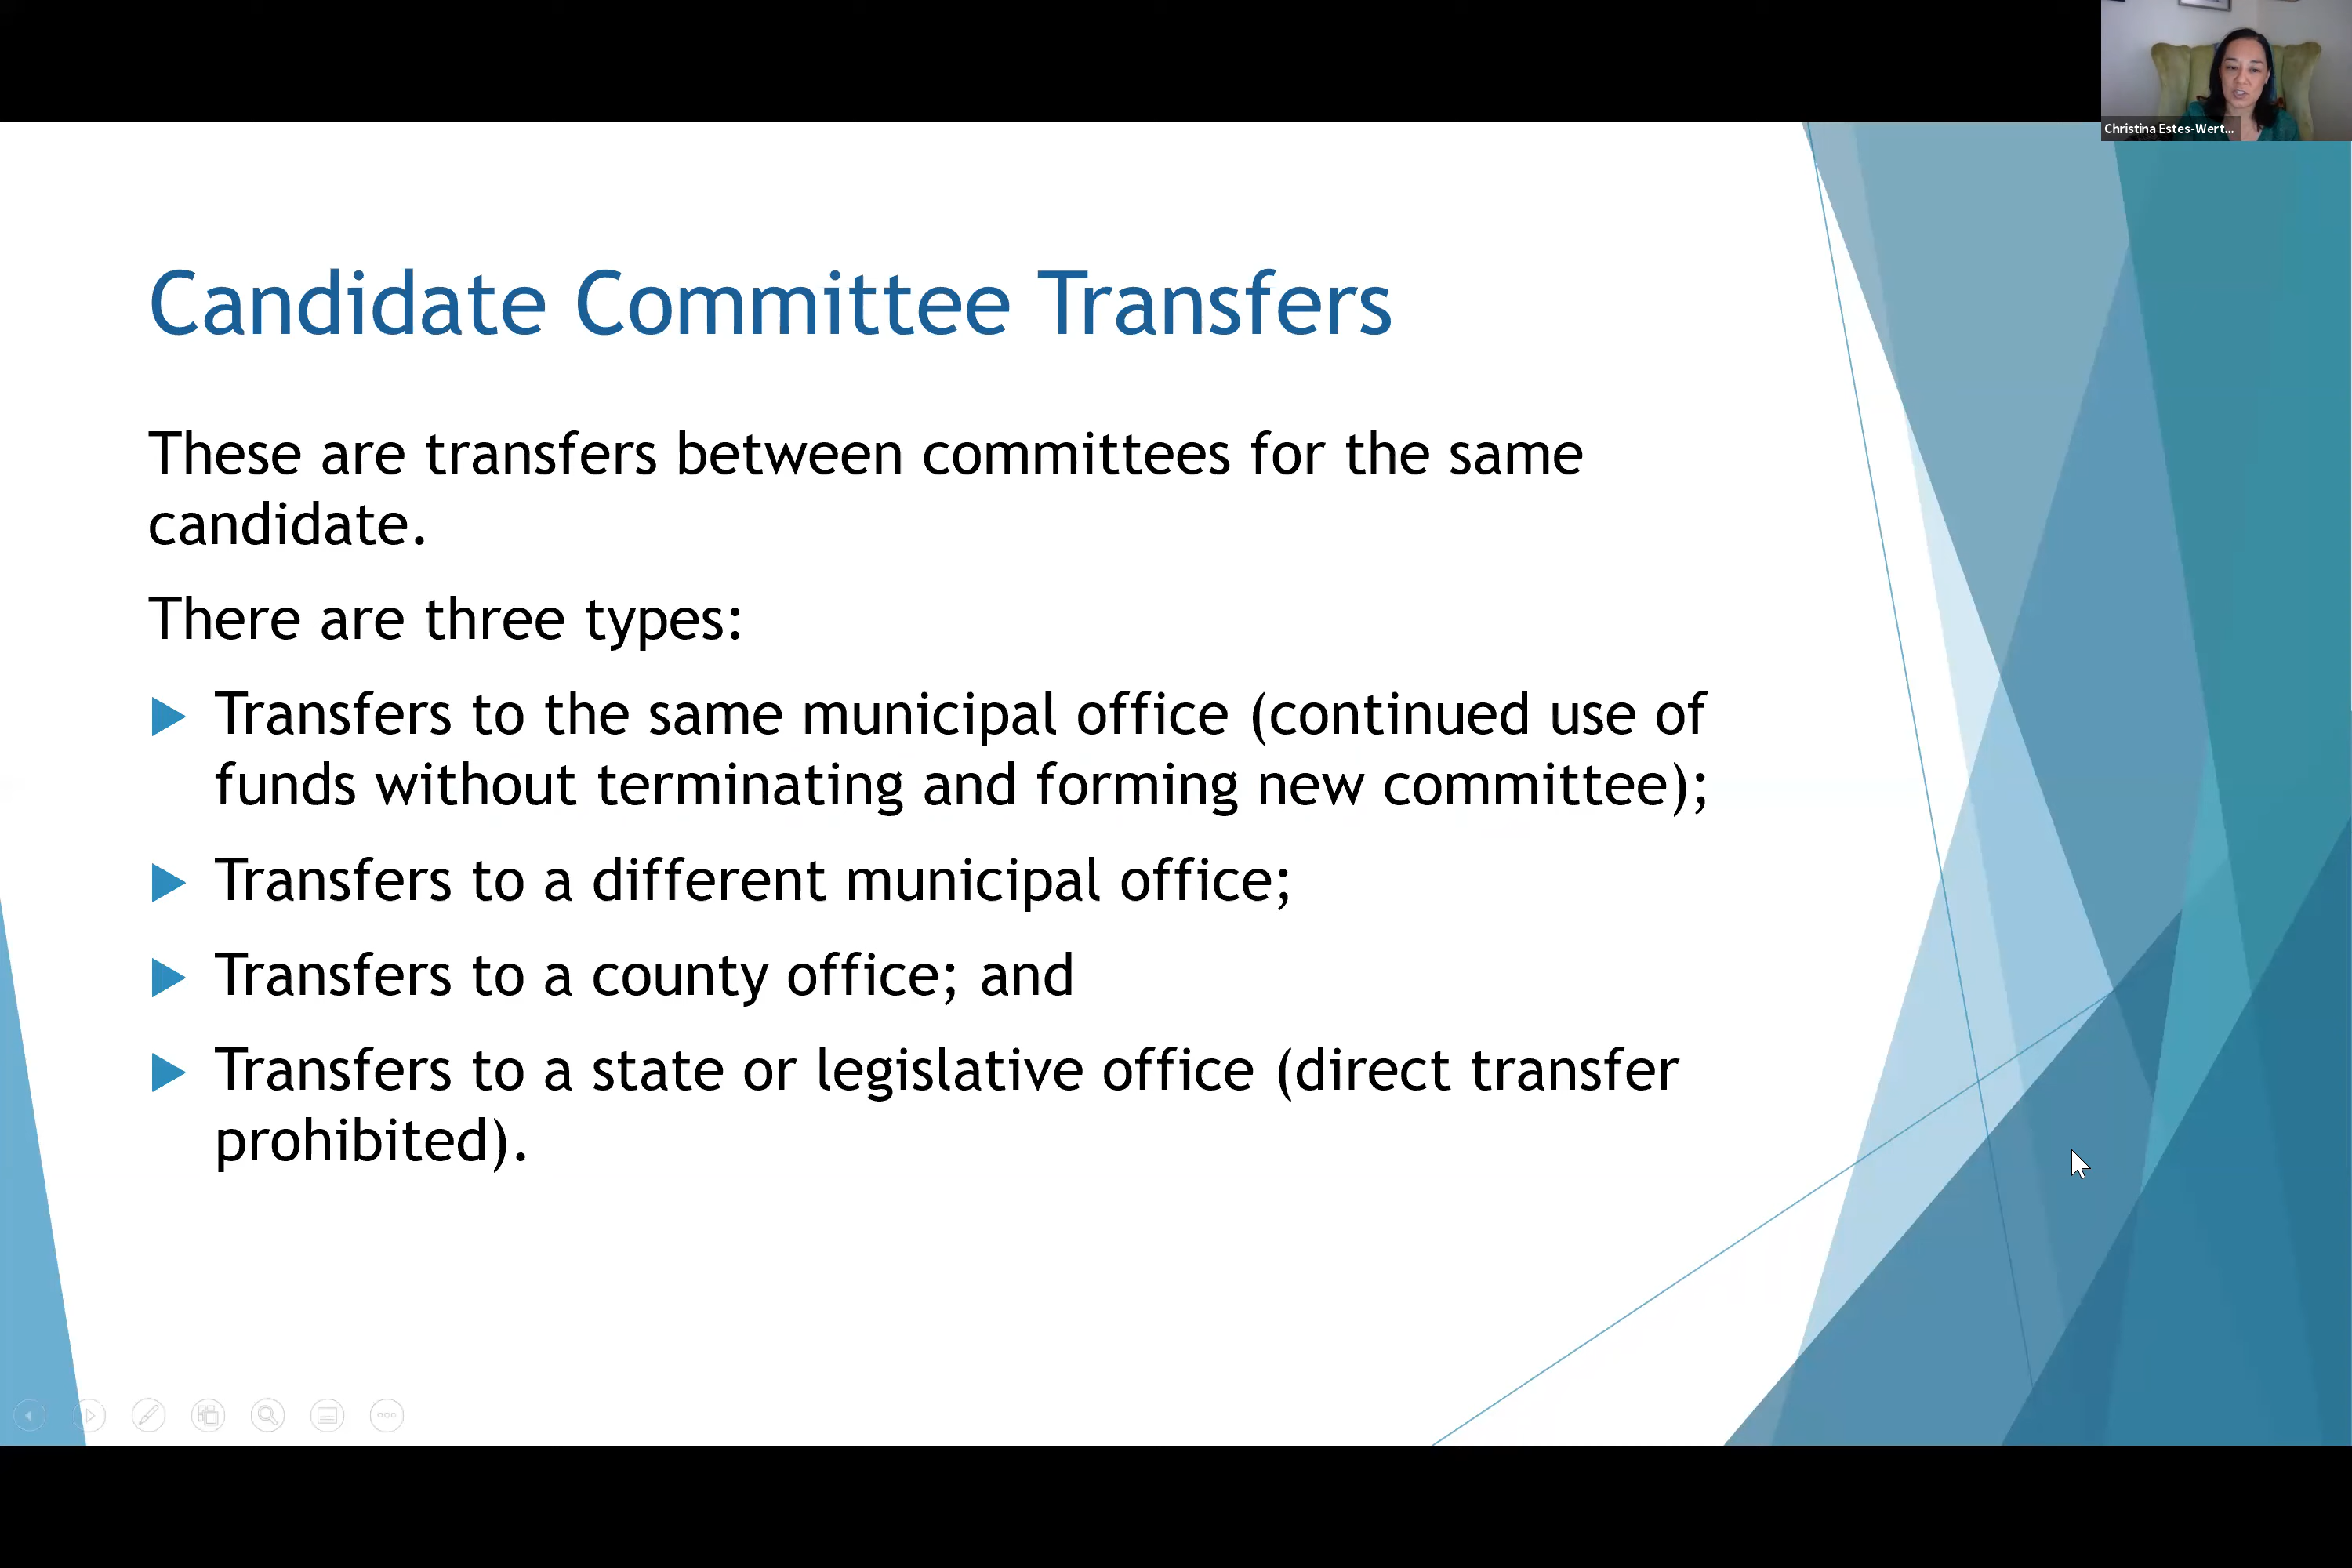 Christina Estes-Wert...
Candidate Committee Transfers
These are transfers between committees for the same
candidate.
There are three types:
Transfers to the same municipal office (continued use of
funds without terminating and forming new committee);
Transfers to a different municipal office;
Transfers to a county office; and
Transfers to a state or legislative office (direct transfer
prohibited).